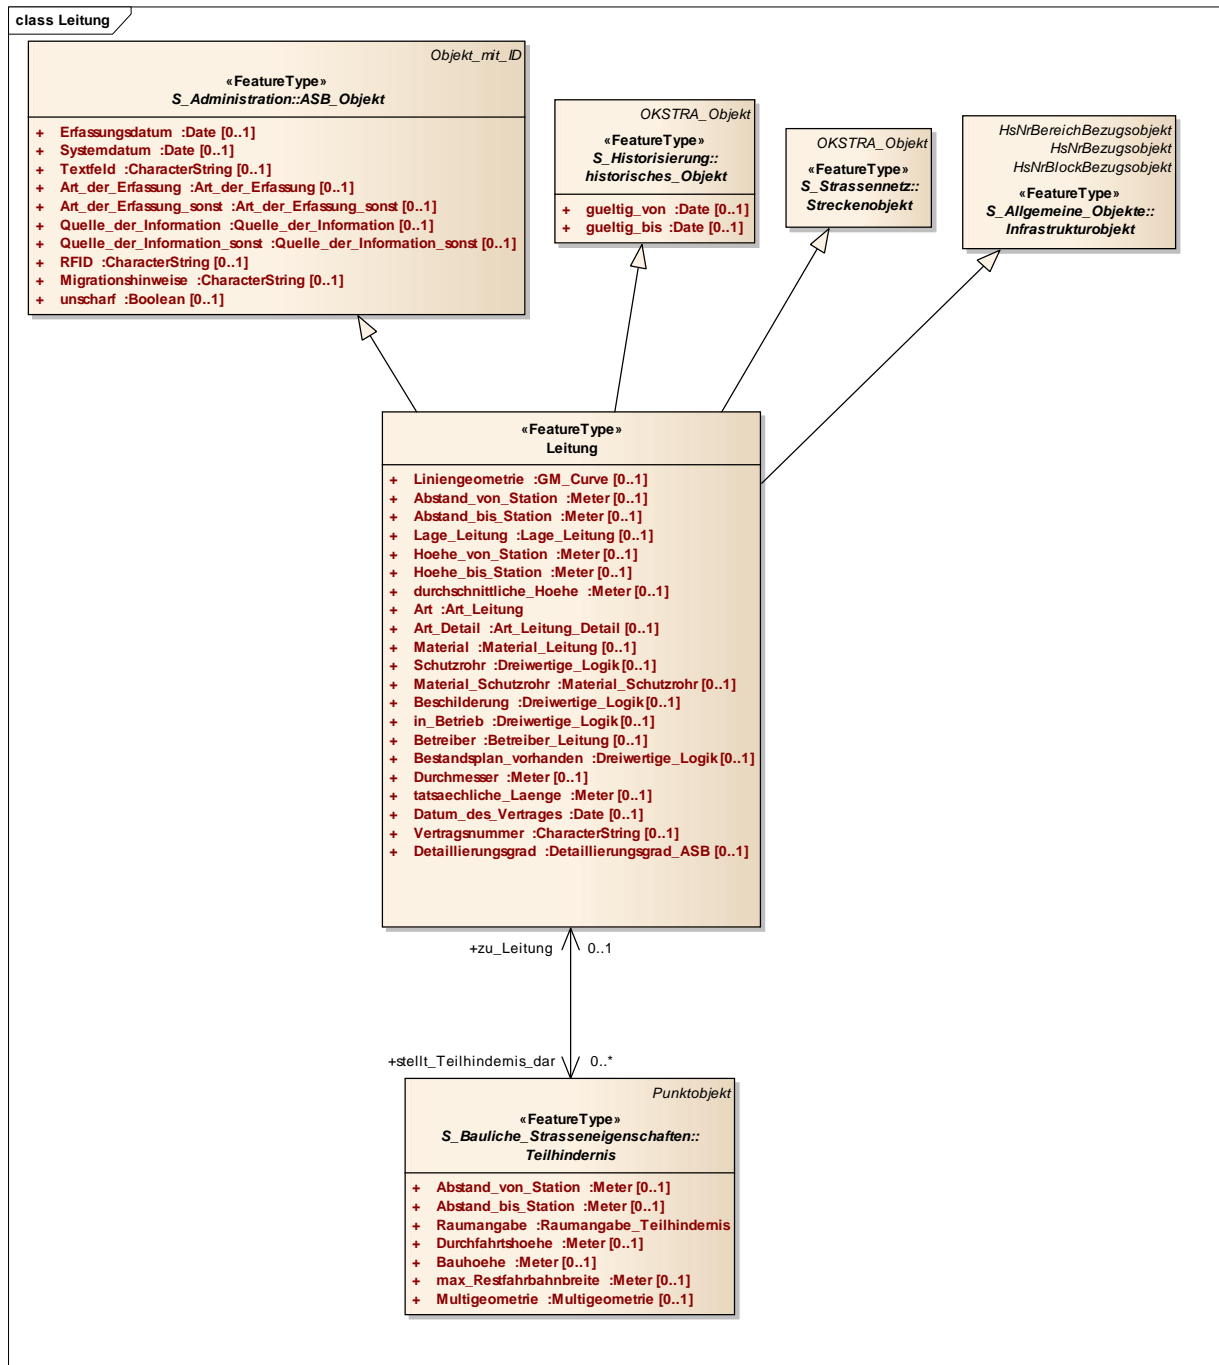 class Leitung
Objekt_mit_ID
«FeatureType»
S_Administration::ASB_Objekt
+ Erfassungsdatum :Date [0..1]
+ Systemdatum :Date [0..1]
+ Textfeld :CharacterString [0..1]
+ Art_der_Erfassung :Art_der_Erfassung [0..1]
+ Art_der_Erfassung_sonst :Art_der_Erfassung_sonst [0..1]
+ Quelle_der_Information :Quelle_der_Information [0..1]
+ Quelle_der_Information_sonst :Quelle_der_Information_sonst [0..1]
+ RFID :CharacterString [0..1]
+ Migrationshinweise :CharacterString [0..1]
+ unscharf :Boolean [0..1]
OKSTRA_Objekt
«FeatureType»
S_Historisierung::
historisches_Objekt
+ gueltig_von :Date [0..1]
+ gueltig_bis :Date [0..1]
OKSTRA_Objekt
«FeatureType»
S_Strassennetz::
Streckenobjekt
HsNrBereichBezugsobjekt
HsNrBezugsobjekt
HsNrBlockBezugsobjekt
«FeatureType»
S_Allgemeine_Objekte::
Infrastrukturobjekt
«FeatureType»
Leitung
+ Liniengeometrie :GM_Curve [0..1]
+ Abstand_von_Station :Meter [0..1]
+ Abstand_bis_Station :Meter [0..1]
+ Lage_Leitung :Lage_Leitung [0..1]
+ Hoehe_von_Station :Meter [0..1]
+ Hoehe_bis_Station :Meter [0..1]
+ durchschnittliche_Hoehe :Meter [0..1]
+ Art :Art_Leitung
+ Art_Detail :Art_Leitung_Detail [0..1]
+ Material :Material_Leitung [0..1]
+ Schutzrohr :Dreiwertige_Logik [0..1]
+ Material_Schutzrohr :Material_Schutzrohr [0..1]
+ Beschilderung :Dreiwertige_Logik [0..1]
+ in_Betrieb :Dreiwertige_Logik [0..1]
+ Betreiber :Betreiber_Leitung [0..1]
+ Bestandsplan_vorhanden :Dreiwertige_Logik [0..1]
+ Durchmesser :Meter [0..1]
+ tatsaechliche_Laenge :Meter [0..1]
+ Datum_des_Vertrages :Date [0..1]
+ Vertragsnummer :CharacterString [0..1]
+ Detaillierungsgrad :Detaillierungsgrad_ASB [0..1]
+zu_Leitung 0..1
+stellt_Teilhindernis_dar 0..*
Punktobjekt
«FeatureType»
S_Bauliche_Strasseneigenschaften::
Teilhindernis
+ Abstand_von_Station :Meter [0..1]
+ Abstand_bis_Station :Meter [0..1]
+ Raumangabe :Raumangabe_Teilhindernis
+ Durchfahrtshoehe :Meter [0..1]
+ Bauhoehe :Meter [0..1]
+ max_Restfahrbahnbreite :Meter [0..1]
+ Multigeometrie :Multigeometrie [0..1]